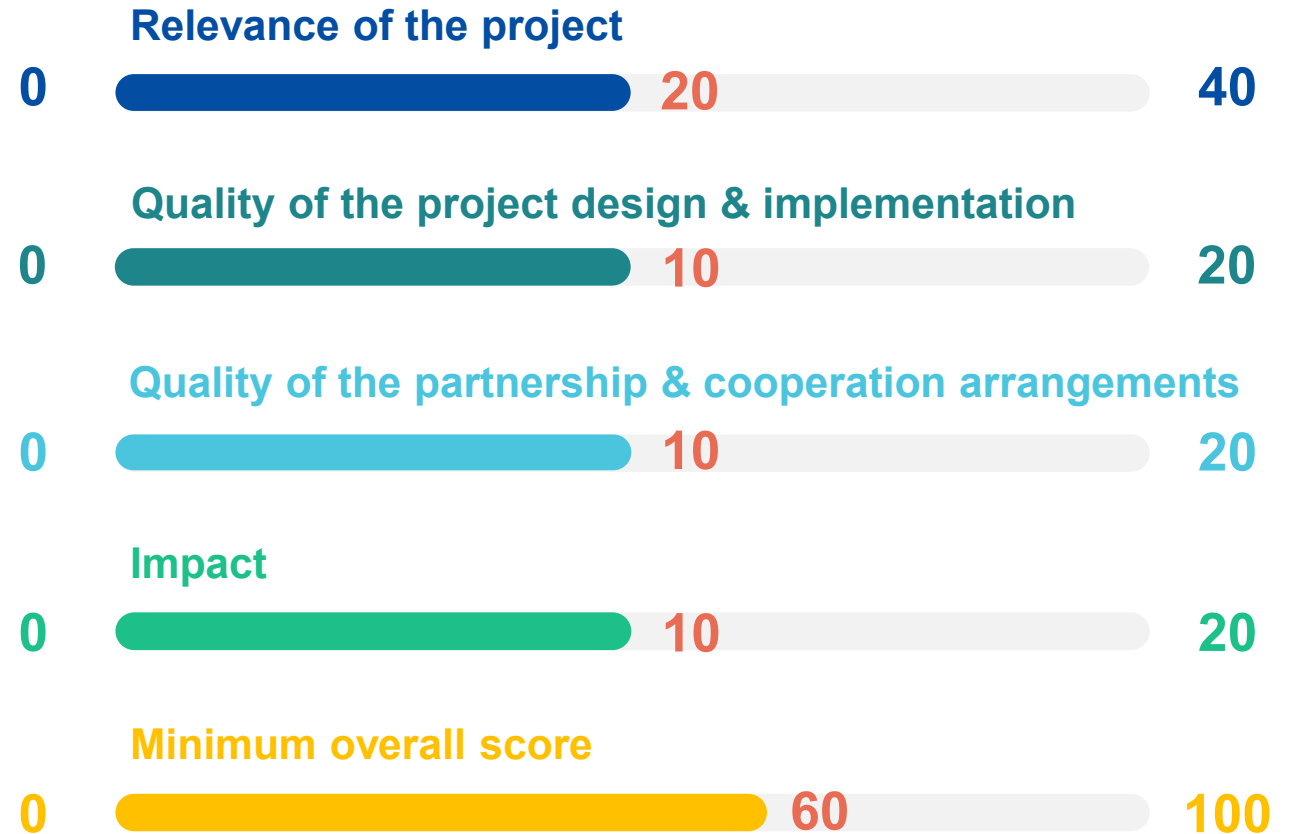 Relevance of the project
0 20 40
Quality of the project design & implementation
0 10 20
Quality of the partnership & cooperation arrangements
0 10 20
Impact
0 10 20
Minimum overall score
0 60 100